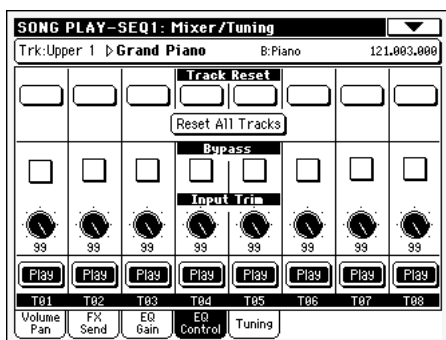 SONG PLAY-SEQ1: Mixer/Tuning
Trk:Upper 1 Grand Piano B:Piano 121.003.000
Track Reset
Reset All Tracks
Bypass
Input Trim
99 99 99 99 99 99 99 99
Play Play Play Play Play Play Play Play
T01 T02 T03 T04 T05 T06 T07 T08
Volume Pan FX Send EQ Gain EQ Control Tuning